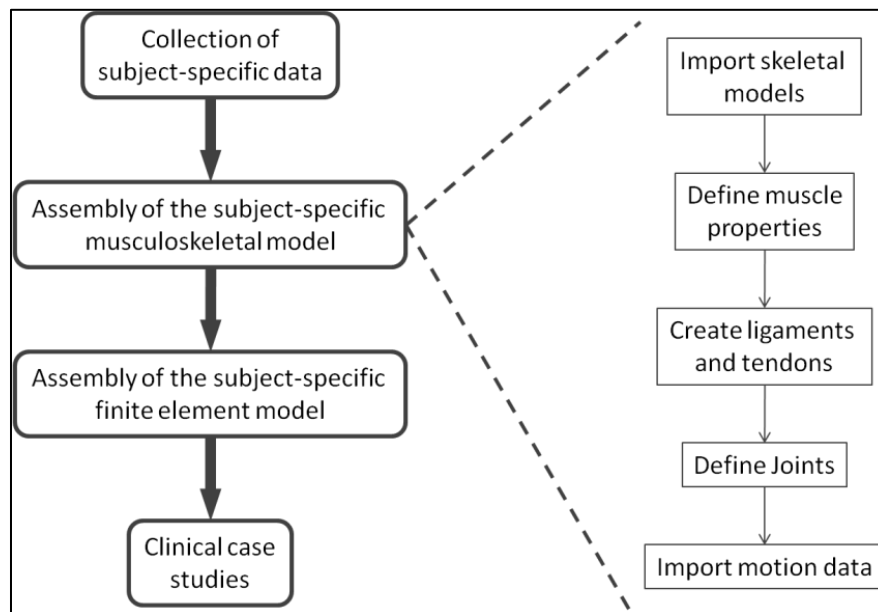 Collection of
subject-specific data
Assembly of the subject-specific
musculoskeletal model
Assembly of the subject-specific
finite element model
Clinical case
studies
Import skeletal
models
Define muscle
properties
Create ligaments
and tendons
Define Joints
Import motion data